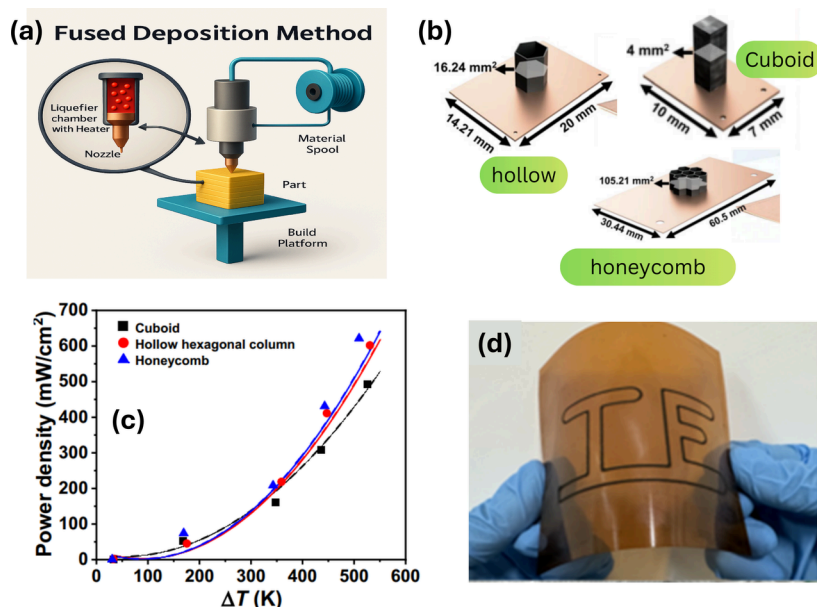 (a)
Fused Deposition Method
Liquefier
chamber
with Heater
Nozzle
Material
Spool
Part
Build
Platform
(b)
16.24 mm²
14.21 mm
20 mm
hollow
4 mm²
Cuboid
10 mm
7 mm
105.21 mm²
30.44 mm
60.5 mm
honeycomb
Power density (mW/cm²)
700
600
500
400
300
200
100
0
Cuboid
Hollow hexagonal column
Honeycomb
(c)
0
100
200
300
400
500
600
ΔT (K)
(d)
TE